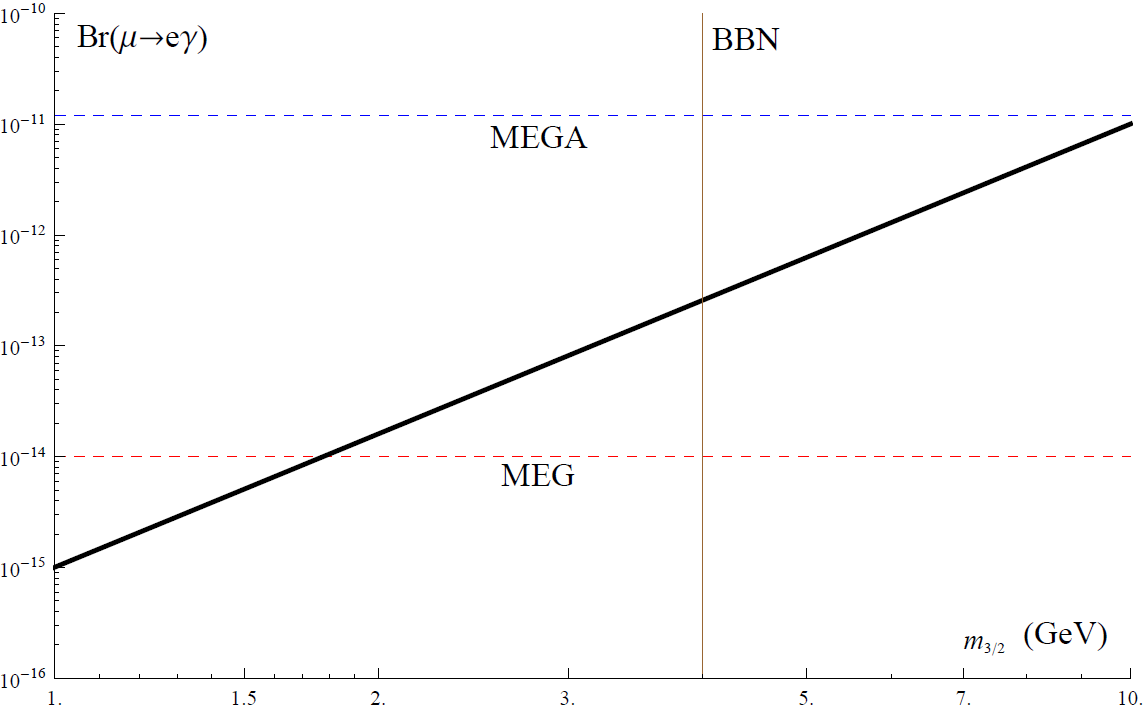 10⁻¹⁰
Br(μ→eγ)
BBN
10⁻¹¹
MEGA
10⁻¹²
10⁻¹³
10⁻¹⁴
MEG
10⁻¹⁵
m₃/₂ (GeV)
10⁻¹⁶
1. 1.5 2. 3. 5. 7. 10.